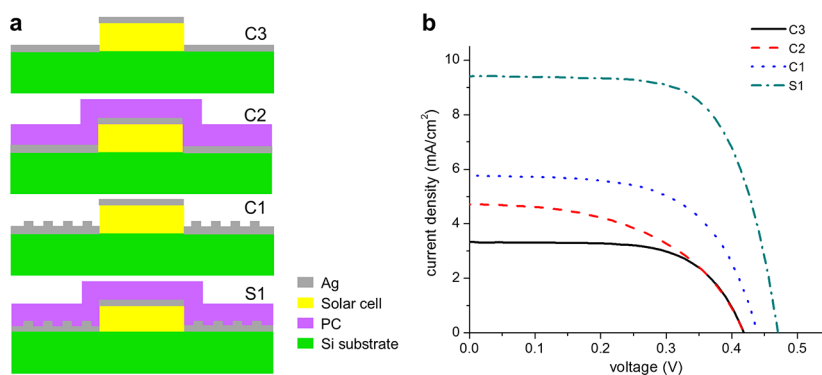 a
C3
C2
C1
S1
Ag
Solar cell
PC
Si substrate
b
C3
C2
C1
S1
current density (mA/cm²)
10
8
6
4
2
0
0.0 0.1 0.2 0.3 0.4 0.5
voltage (V)